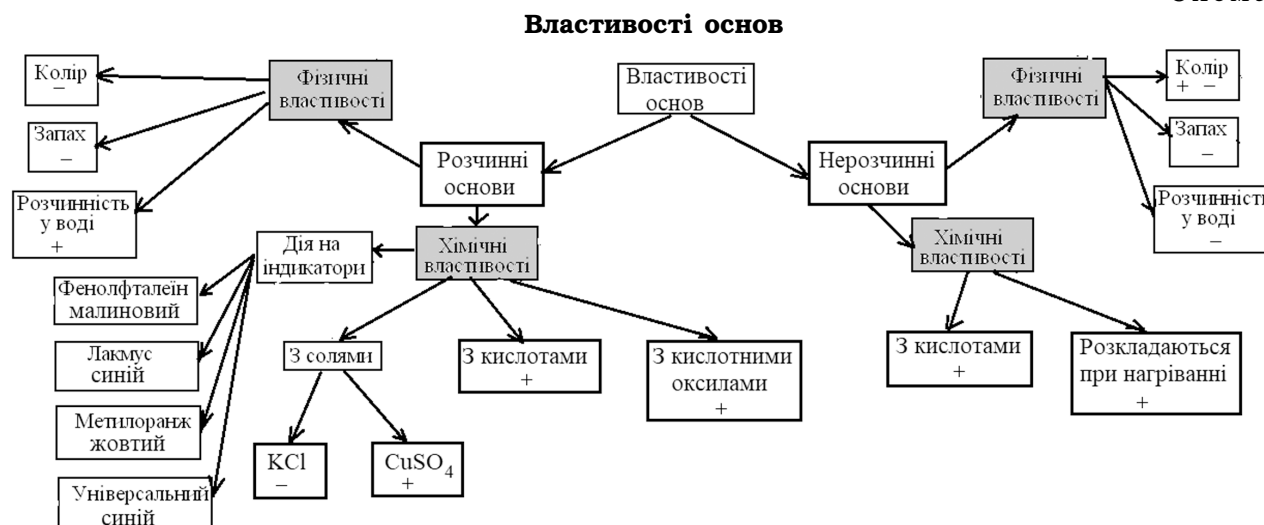 Властивості основ
Колір
–
Запах
–
Розчинність
у воді
+
Фізичні
властивості
Властивості
основ
Розчинні
основи
Нерозчинні
основи
Фізичні
властивості
Колір
+ –
Запах
–
Розчинність
у воді
–
Дія на
індикатори
Хімічні
властивості
Хімічні
властивості
Фенолфталеїн
малиновий
Лакмус
синій
Метилоранж
жовтий
Універсальний
синій
З солями
З кислотами
+
З кислотними
оксилами
+
З кислотами
+
Розкладаються
при нагріванні
+
KCl
–
CuSO4
+